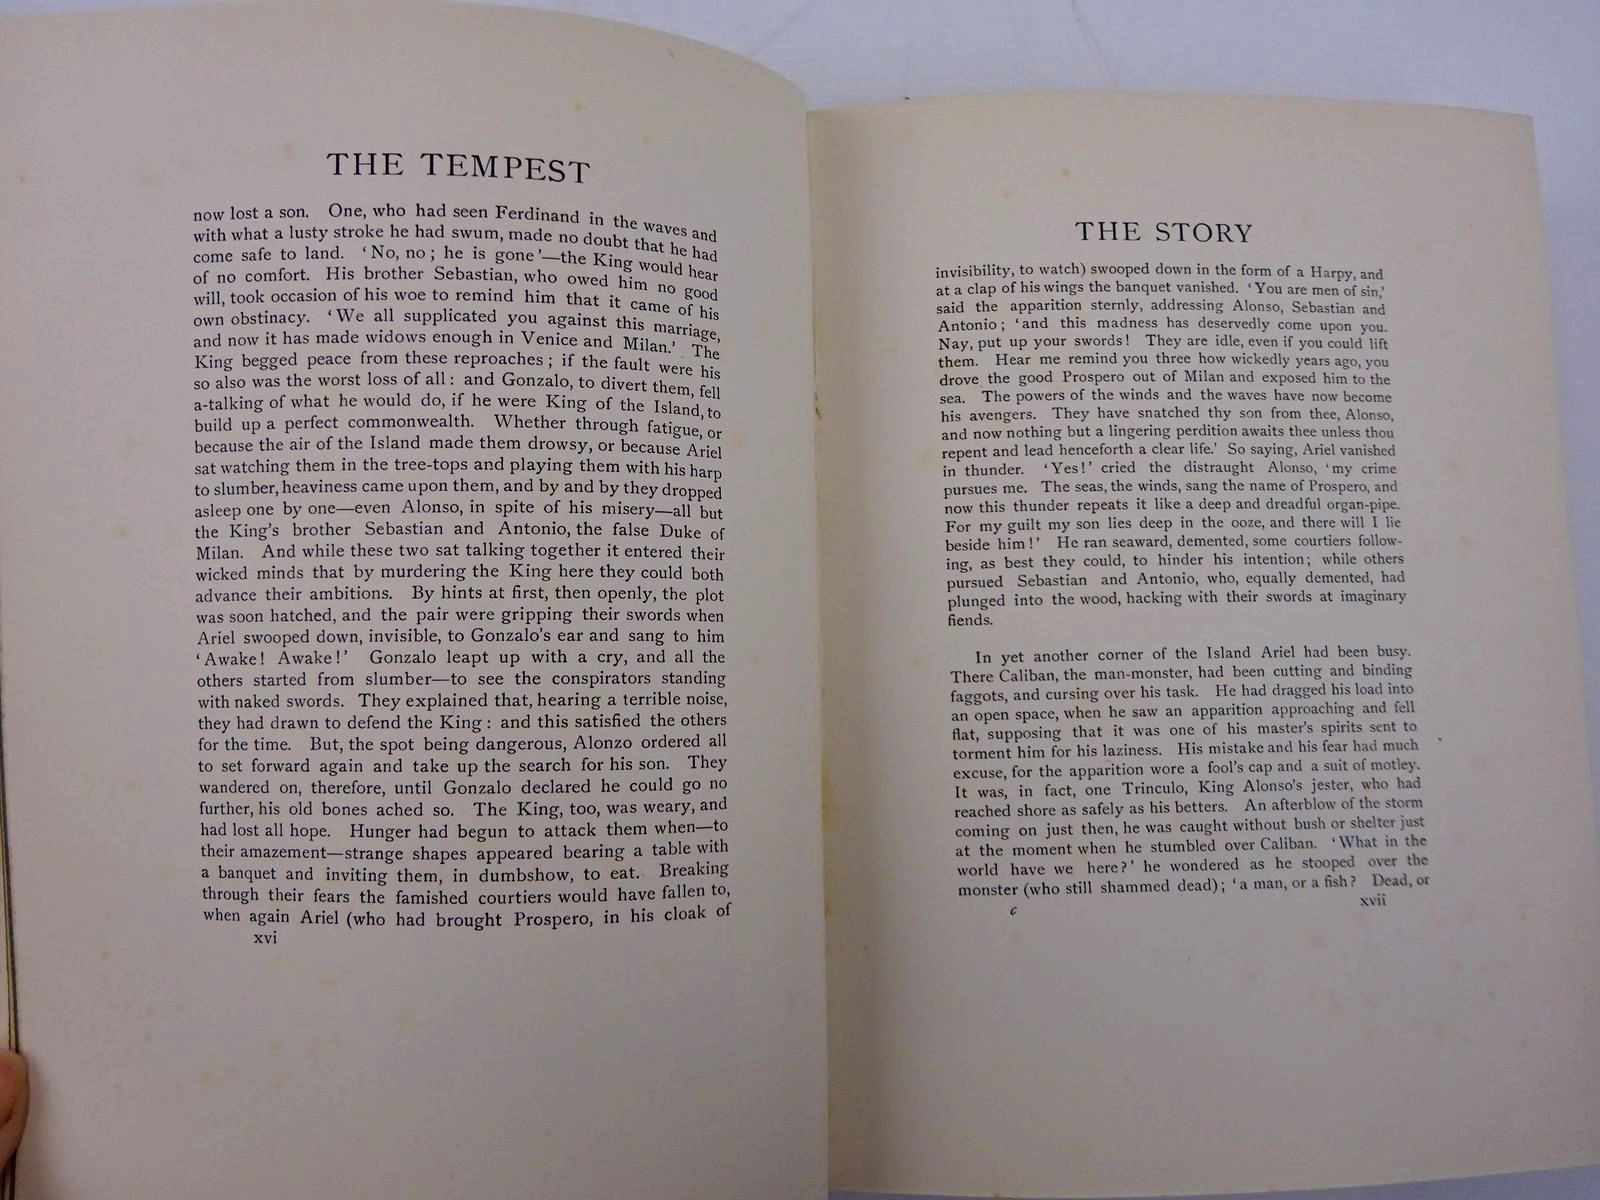 THE TEMPEST
now lost a son. One, who had seen Ferdinand in the waves and
with what a lusty stroke he had swum, made no doubt that he had
come safe to land. ‘No, no; he is gone’—the King would hear
of no comfort. His brother Sebastian, who owed him no good
will, took occasion of his woe to remind him that it came of his
own obstinacy. ‘We all supplicated you against this marriage,
and now it has made widows enough in Venice and Milan.’ The
King begged peace from these reproaches; if the fault were his
so also was the worst loss of all: and Gonzalo, to divert them, fell
a-talking of what he would do, if he were King of the Island, to
build up a perfect commonwealth. Whether through fatigue, or
because the air of the Island made them drowsy, or because Ariel
sat watching them in the tree-tops and playing them with his harp
to slumber, heaviness came upon them, and by and by they dropped
asleep one by one—even Alonso, in spite of his misery—all but
the King's brother Sebastian and Antonio, the false Duke of
Milan. And while these two sat talking together it entered their
wicked minds that by murdering the King here they could both
advance their ambitions. By hints at first, then openly, the plot
was soon hatched, and the pair were gripping their swords when
Ariel swooped down, invisible, to Gonzalo's ear and sang to him
‘Awake! Awake!’ Gonzalo leapt up with a cry, and all the
others started from slumber—to see the conspirators standing
with naked swords. They explained that, hearing a terrible noise,
they had drawn to defend the King: and this satisfied the others
for the time. But, the spot being dangerous, Alonzo ordered all
to set forward again and take up the search for his son. They
wandered on, therefore, until Gonzalo declared he could go no
further, his old bones ached so. The King, too, was weary, and
had lost all hope. Hunger had begun to attack them when—to
their amazement—strange shapes appeared bearing a table with
a banquet and inviting them, in dumbshow, to eat. Breaking
through their fears the famished courtiers would have fallen to,
when again Ariel (who had brought Prospero, in his cloak of
xvi
THE STORY
invisibility, to watch) swooped down in the form of a Harpy, and
at a clap of his wings the banquet vanished. ‘You are men of sin,’
said the apparition sternly, addressing Alonso, Sebastian and
Antonio; ‘and this madness has deservedly come upon you.
Nay, put up your swords! They are idle, even if you could lift
them. Hear me remind you three how wickedly years ago, you
drove the good Prospero out of Milan and exposed him to the
sea. The powers of the winds and the waves have now become
his avengers. They have snatched thy son from thee, Alonso,
and now nothing but a lingering perdition awaits thee unless thou
repent and lead henceforth a clear life.’ So saying, Ariel vanished
in thunder. ‘Yes!’ cried the distraught Alonso, ‘my crime
pursues me. The seas, the winds, sang the name of Prospero, and
now this thunder repeats it like a deep and dreadful organ-pipe.
For my guilt my son lies deep in the ooze, and there will I lie
beside him!’ He ran seaward, demented, some courtiers follow-
ing, as best they could, to hinder his intention; while others
pursued Sebastian and Antonio, who, equally demented, had
plunged into the wood, hacking with their swords at imaginary
fiends.
In yet another corner of the Island Ariel had been busy.
There Caliban, the man-monster, had been cutting and binding
faggots, and cursing over his task. He had dragged his load into
an open space, when he saw an apparition approaching and fell
flat, supposing that it was one of his master's spirits sent to
torment him for his laziness. His mistake and his fear had much
excuse, for the apparition wore a fool's cap and a suit of motley.
It was, in fact, one Trinculo, King Alonso's jester, who had
reached shore as safely as his betters. An afterblow of the storm
coming on just then, he was caught without bush or shelter just
at the moment when he stumbled over Caliban. ‘What in the
world have we here?’ he wondered as he stooped over the
monster (who still shammed dead); ‘a man, or a fish? Dead, or
c xvii